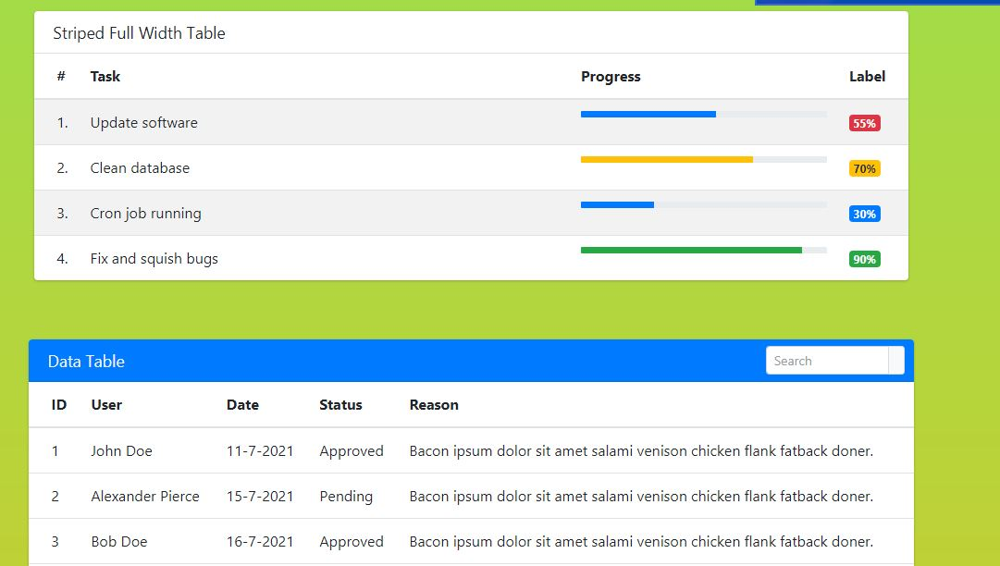 Striped Full Width Table
# Task Progress Label
1. Update software 55%
2. Clean database 70%
3. Cron job running 30%
4. Fix and squish bugs 90%
Data Table Search
ID User Date Status Reason
1 John Doe 11-7-2021 Approved Bacon ipsum dolor sit amet salami venison chicken flank fatback doner.
2 Alexander Pierce 15-7-2021 Pending Bacon ipsum dolor sit amet salami venison chicken flank fatback doner.
3 Bob Doe 16-7-2021 Approved Bacon ipsum dolor sit amet salami venison chicken flank fatback doner.